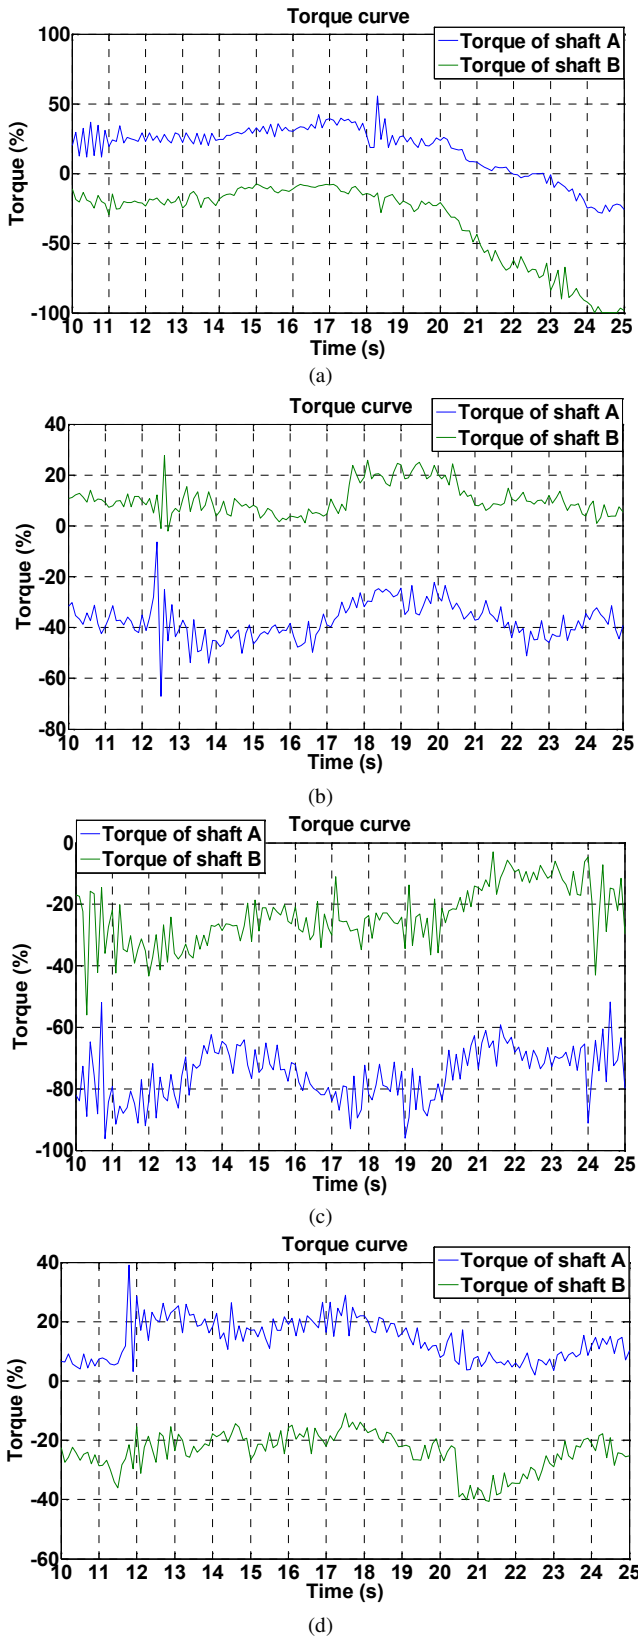 Torque curve
Torque of shaft A
Torque of shaft B
Torque (%)
100
50
0
-50
-100
10 11 12 13 14 15 16 17 18 19 20 21 22 23 24 25
Time (s)
(a)
Torque curve
Torque of shaft A
Torque of shaft B
Torque (%)
40
20
0
-20
-40
-60
-80
10 11 12 13 14 15 16 17 18 19 20 21 22 23 24 25
Time (s)
(b)
Torque curve
Torque of shaft A
Torque of shaft B
Torque (%)
0
-20
-40
-60
-80
-100
10 11 12 13 14 15 16 17 18 19 20 21 22 23 24 25
Time (s)
(c)
Torque curve
Torque of shaft A
Torque of shaft B
Torque (%)
40
20
0
-20
-40
-60
10 11 12 13 14 15 16 17 18 19 20 21 22 23 24 25
Time (s)
(d)